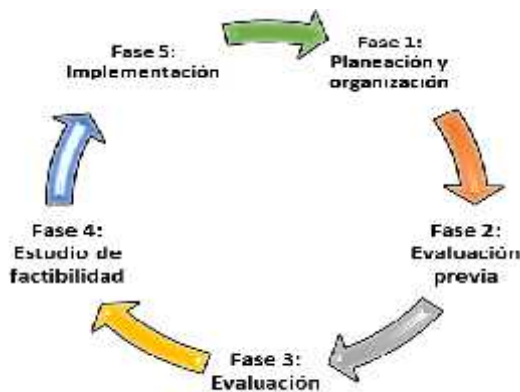 Fase 1:
Planeación y
organización
Fase 2:
Evaluación
previa
Fase 3:
Evaluación
Fase 4:
Estudio de
factibilidad
Fase 5:
Implementación